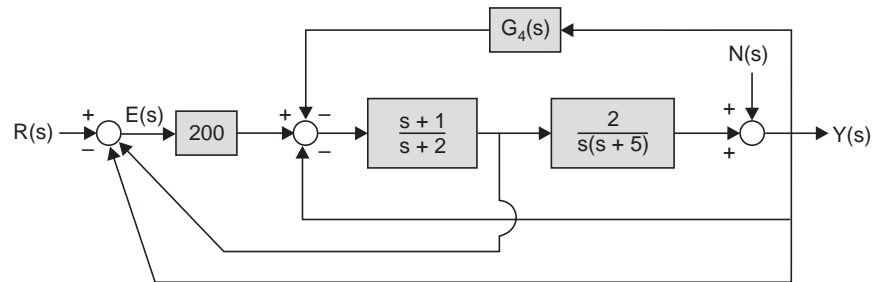 G4(s)
N(s)
R(s)
+
−
E(s)
200
+
−
−
s + 1
s + 2
2
s(s + 5)
+
+
Y(s)